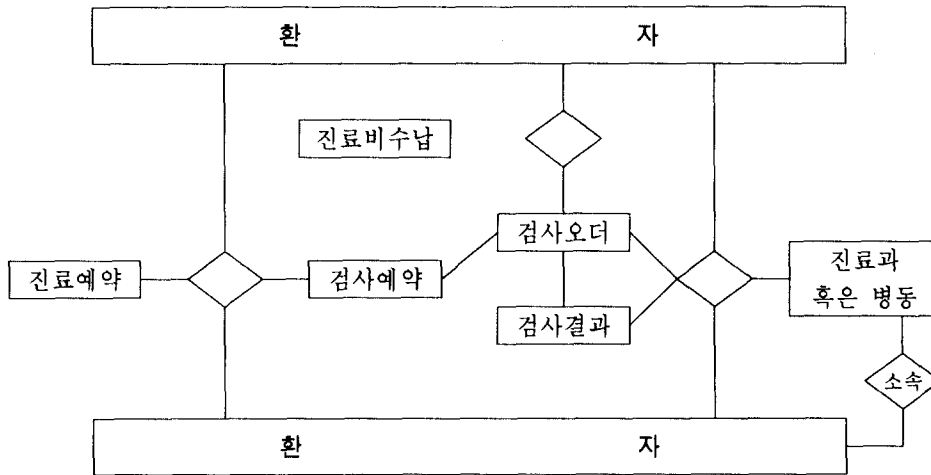 환 자
진료비수납
검사오더
진료예약
검사예약
진료과
혹은 병동
검사결과
소속
환 자